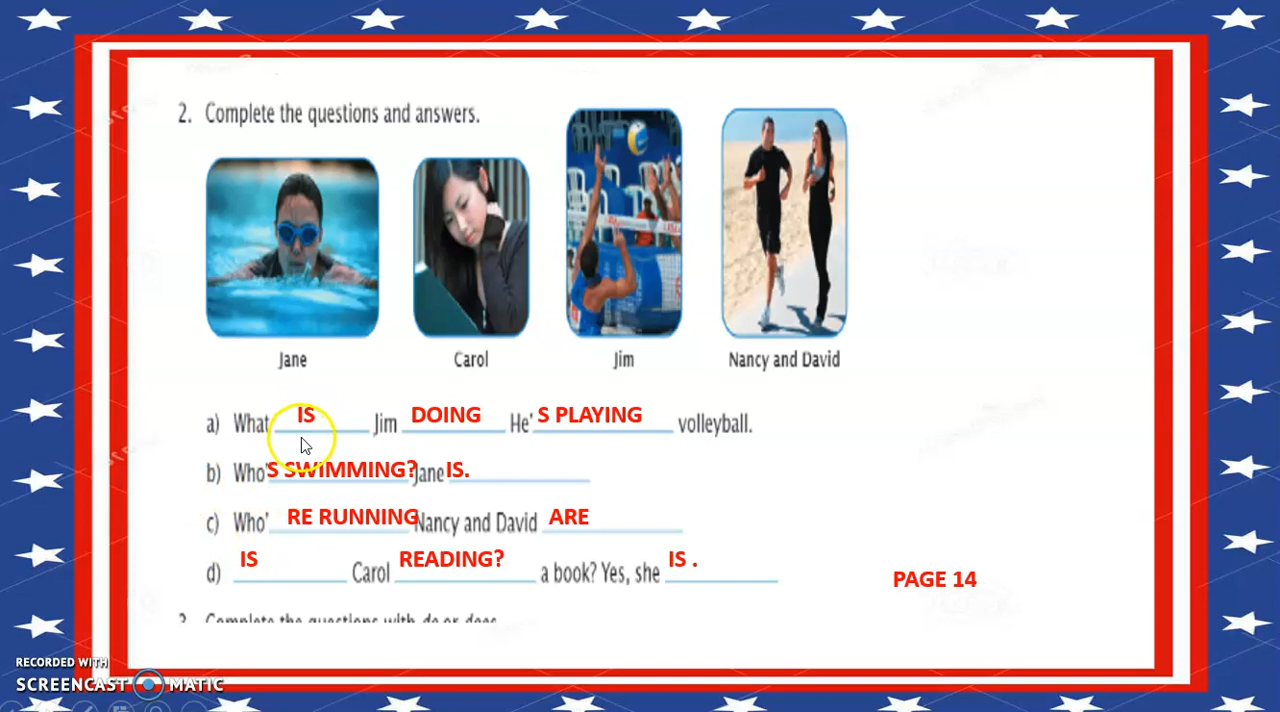 2. Complete the questions and answers.
Jane Carol Jim Nancy and David
a) What IS Jim DOING He' S PLAYING volleyball.
b) Who' S SWIMMING? Jane IS.
c) Who' RE RUNNING Nancy and David ARE
d) IS Carol READING? a book? Yes, she IS .
PAGE 14
RECORDED WITH
SCREENCAST MATIC